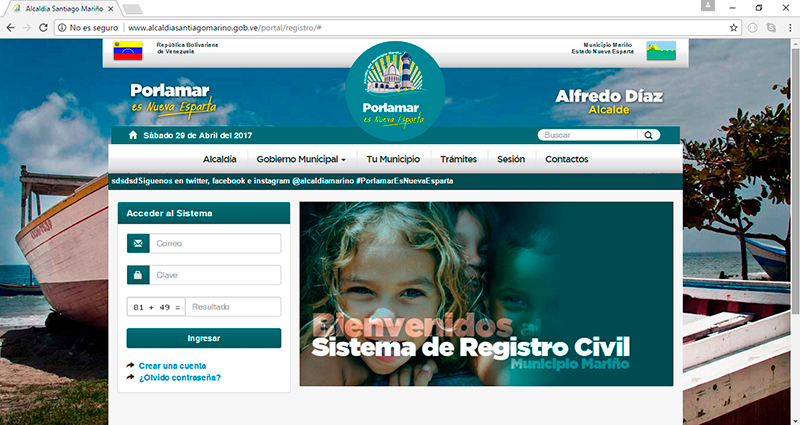 Alcaldía Santiago Mariño
No es seguro
www.alcaldiasantiagomarino.gob.ve/portal/registro/#
República Bolivariana
de Venezuela
Municipio Mariño
Estado Nueva Esparta
Porlamar
es Nueva Esparta
Porlamar
es Nueva Esparta
Alfredo Díaz
Alcalde
Sábado 29 de Abril del 2017
Buscar
Alcaldía
Gobierno Municipal
Tu Municipio
Trámites
Sesión
Contactos
sdsdsdSíguenos en twitter, facebook e instagram @alcaldiamarino #PorlamarEsNuevaEsparta
Acceder al Sistema
Correo
Clave
81 + 49 =
Resultado
Ingresar
Crear una cuenta
¿Olvido contraseña?
Bienvenidos al
Sistema de Registro Civil
Municipio Mariño